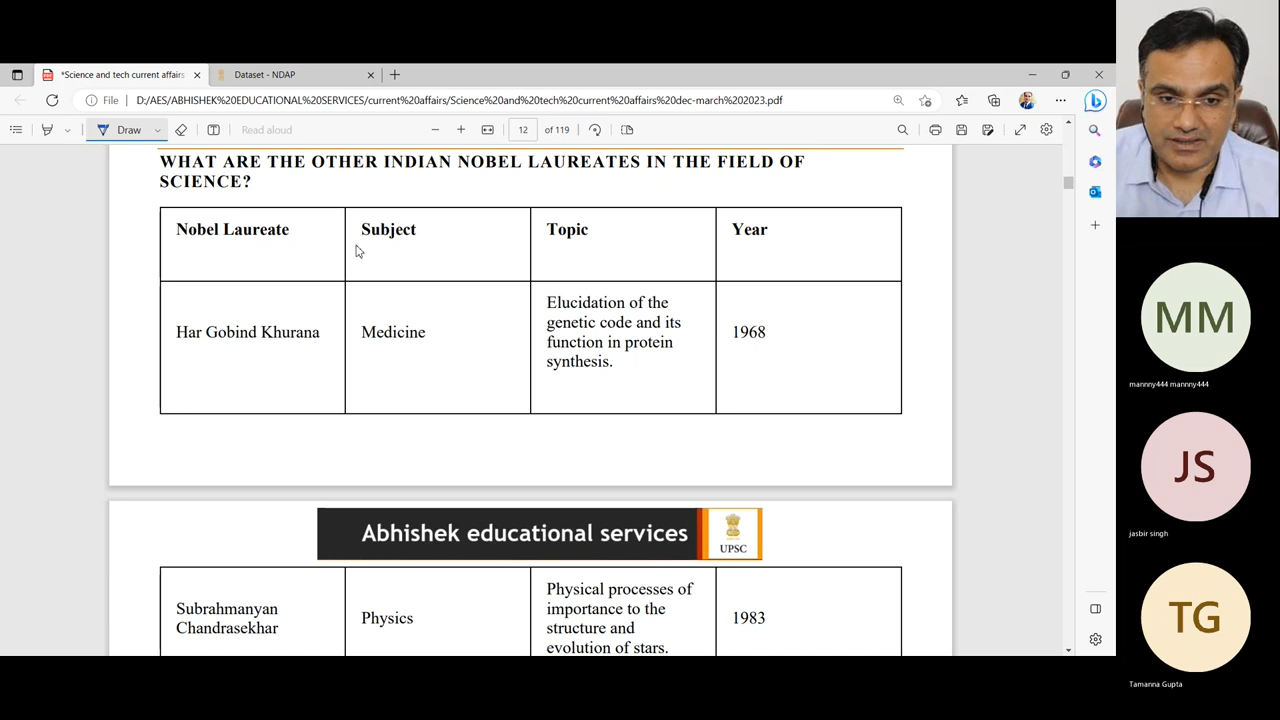 *Science and tech current affairs
Dataset - NDAP
File
D:/AES/ABHISHEK%20EDUCATIONAL%20SERVICES/current%20affairs/Science%20and%20tech%20current%20affairs%20dec-march%202023.pdf
Draw
Read aloud
12
of 119
WHAT ARE THE OTHER INDIAN NOBEL LAUREATES IN THE FIELD OF
SCIENCE?
Nobel Laureate
Subject
Topic
Year
Har Gobind Khurana
Medicine
Elucidation of the
genetic code and its
function in protein
synthesis.
1968
Abhishek educational services
UPSC
Subrahmanyan
Chandrasekhar
Physics
Physical processes of
importance to the
structure and
evolution of stars.
1983
MM
mannny444 mannny444
JS
jasbir singh
TG
Tamanna Gupta